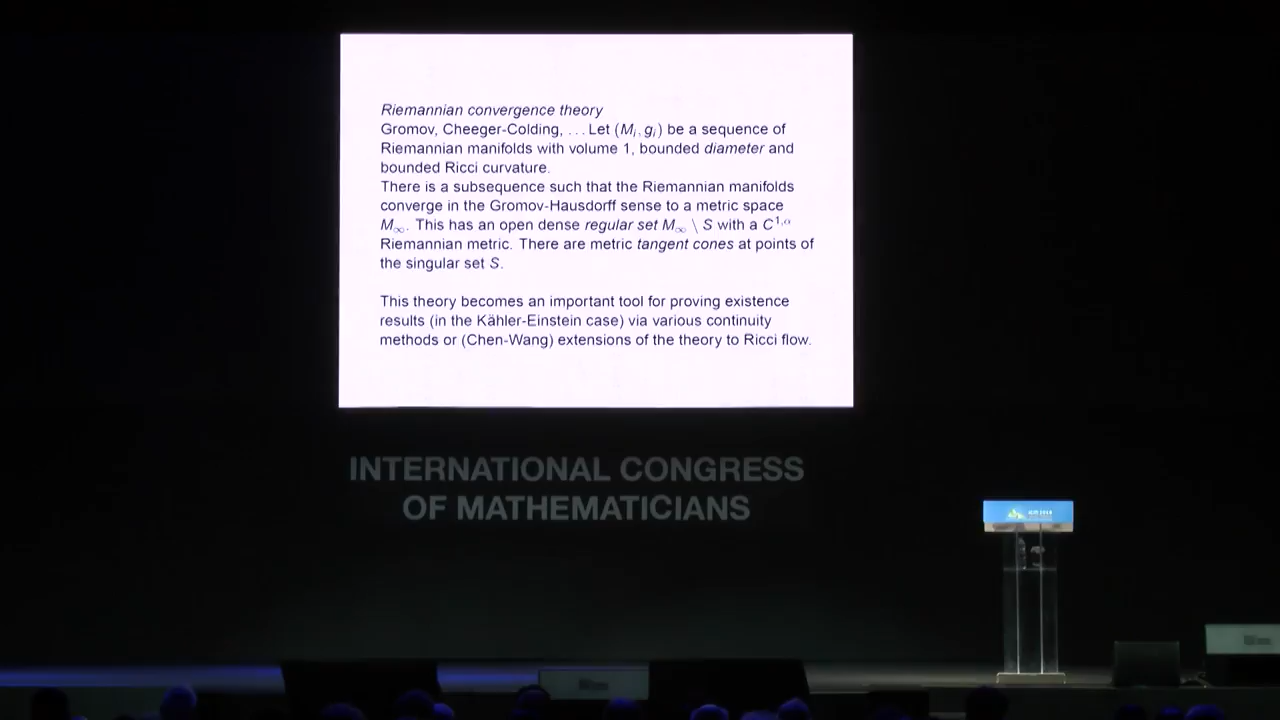 Riemannian convergence theory
Gromov, Cheeger-Colding, ... Let (Mᵢ, gᵢ) be a sequence of
Riemannian manifolds with volume 1, bounded diameter and
bounded Ricci curvature.
There is a subsequence such that the Riemannian manifolds
converge in the Gromov-Hausdorff sense to a metric space
M∞. This has an open dense regular set M∞ \ S with a C^{1,α}
Riemannian metric. There are metric tangent cones at points of
the singular set S.
This theory becomes an important tool for proving existence
results (in the Kähler-Einstein case) via various continuity
methods or (Chen-Wang) extensions of the theory to Ricci flow.
INTERNATIONAL CONGRESS
OF MATHEMATICIANS